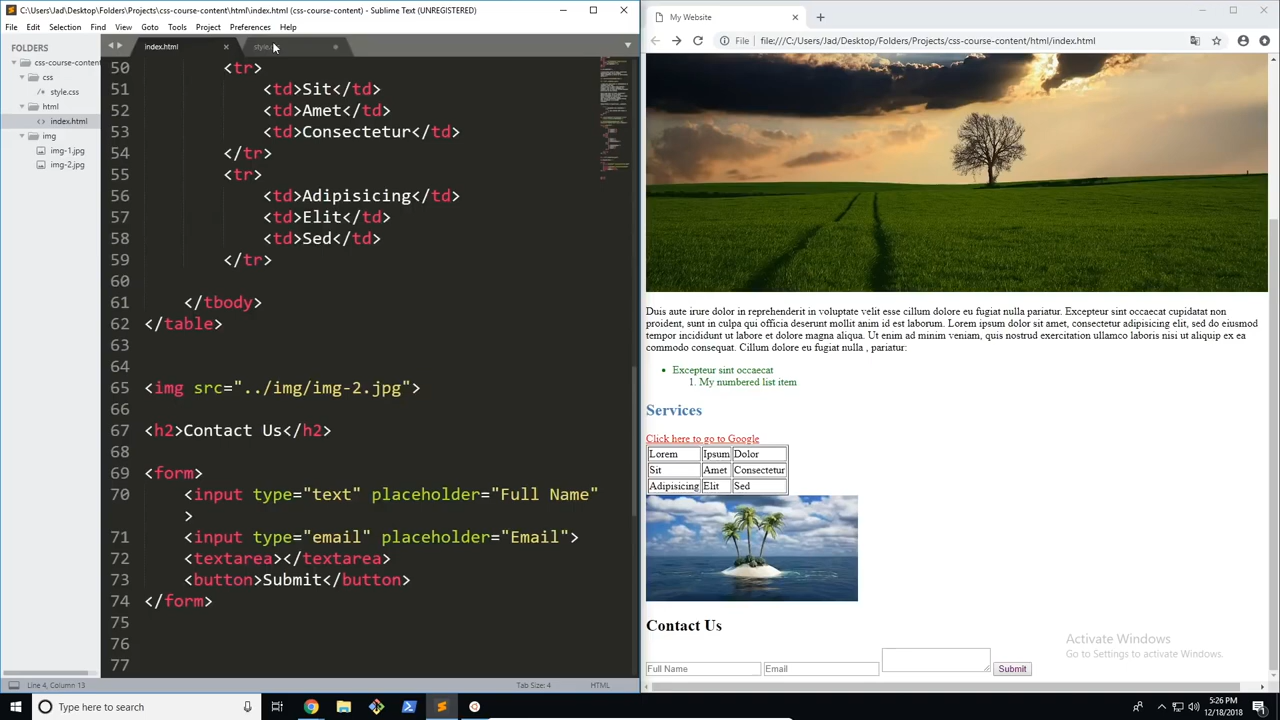 C:\Users\Jad\Desktop\Folders\Projects\css-course-content\html\index.html (css-course-content) - Sublime Text (UNREGISTERED)
File Edit Selection Find View Goto Tools Project Preferences Help
FOLDERS
css-course-content
css
style.css
html
<> index.html
img
img-1.jpg
img-2.jpg
index.html
50 <tr>
51 <td>Sit</td>
52 <td>Amet</td>
53 <td>Consectetur</td>
54 </tr>
55 <tr>
56 <td>Adipisicing</td>
57 <td>Elit</td>
58 <td>Sed</td>
59 </tr>
60
61 </tbody>
62 </table>
63
64
65 <img src="../img/img-2.jpg">
66
67 <h2>Contact Us</h2>
68
69 <form>
70 <input type="text" placeholder="Full Name"
>
71 <input type="email" placeholder="Email">
72 <textarea></textarea>
73 <button>Submit</button>
74 </form>
75
76
77
Line 4, Column 13
Tab Size: 4
HTML
My Website
File file:///C:/Users/Jad/Desktop/Folders/Projects/css-course-content/html/index.html
Duis aute irure dolor in reprehenderit in voluptate velit esse cillum dolore eu fugiat nulla pariatur. Excepteur sint occaecat cupidatat non
proident, sunt in culpa qui officia deserunt mollit anim id est laborum. Lorem ipsum dolor sit amet, consectetur adipisicing elit, sed do eiusmod
tempor incididunt ut labore et dolore magna aliqua. Ut enim ad minim veniam, quis nostrud exercitation ullamco laboris nisi ut aliquip ex ea
commodo consequat. Cillum dolore eu fugiat nulla , pariatur:
• Excepteur sint occaecat
1. My numbered list item
Services
Click here to go to Google
Lorem Ipsum Dolor
Sit Amet Consectetur
Adipisicing Elit Sed
Contact Us
Full Name Email Submit
Activate Windows
Go to Settings to activate Windows.
Type here to search
5:26 PM
12/18/2018